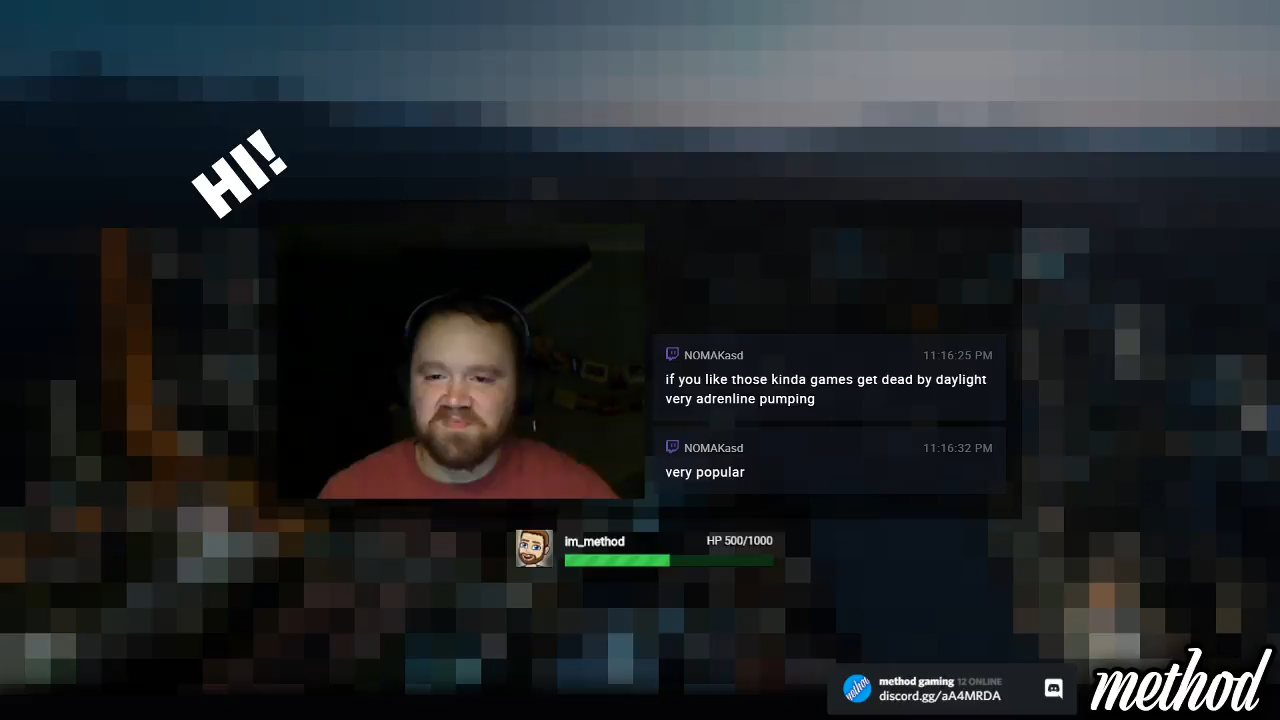 HI!
NOMAKasd 11:16:25 PM
if you like those kinda games get dead by daylight
very adrenline pumping
NOMAKasd 11:16:32 PM
very popular
im_method HP 500/1000
method gaming 12 ONLINE
discord.gg/aA4MRDA
method
method